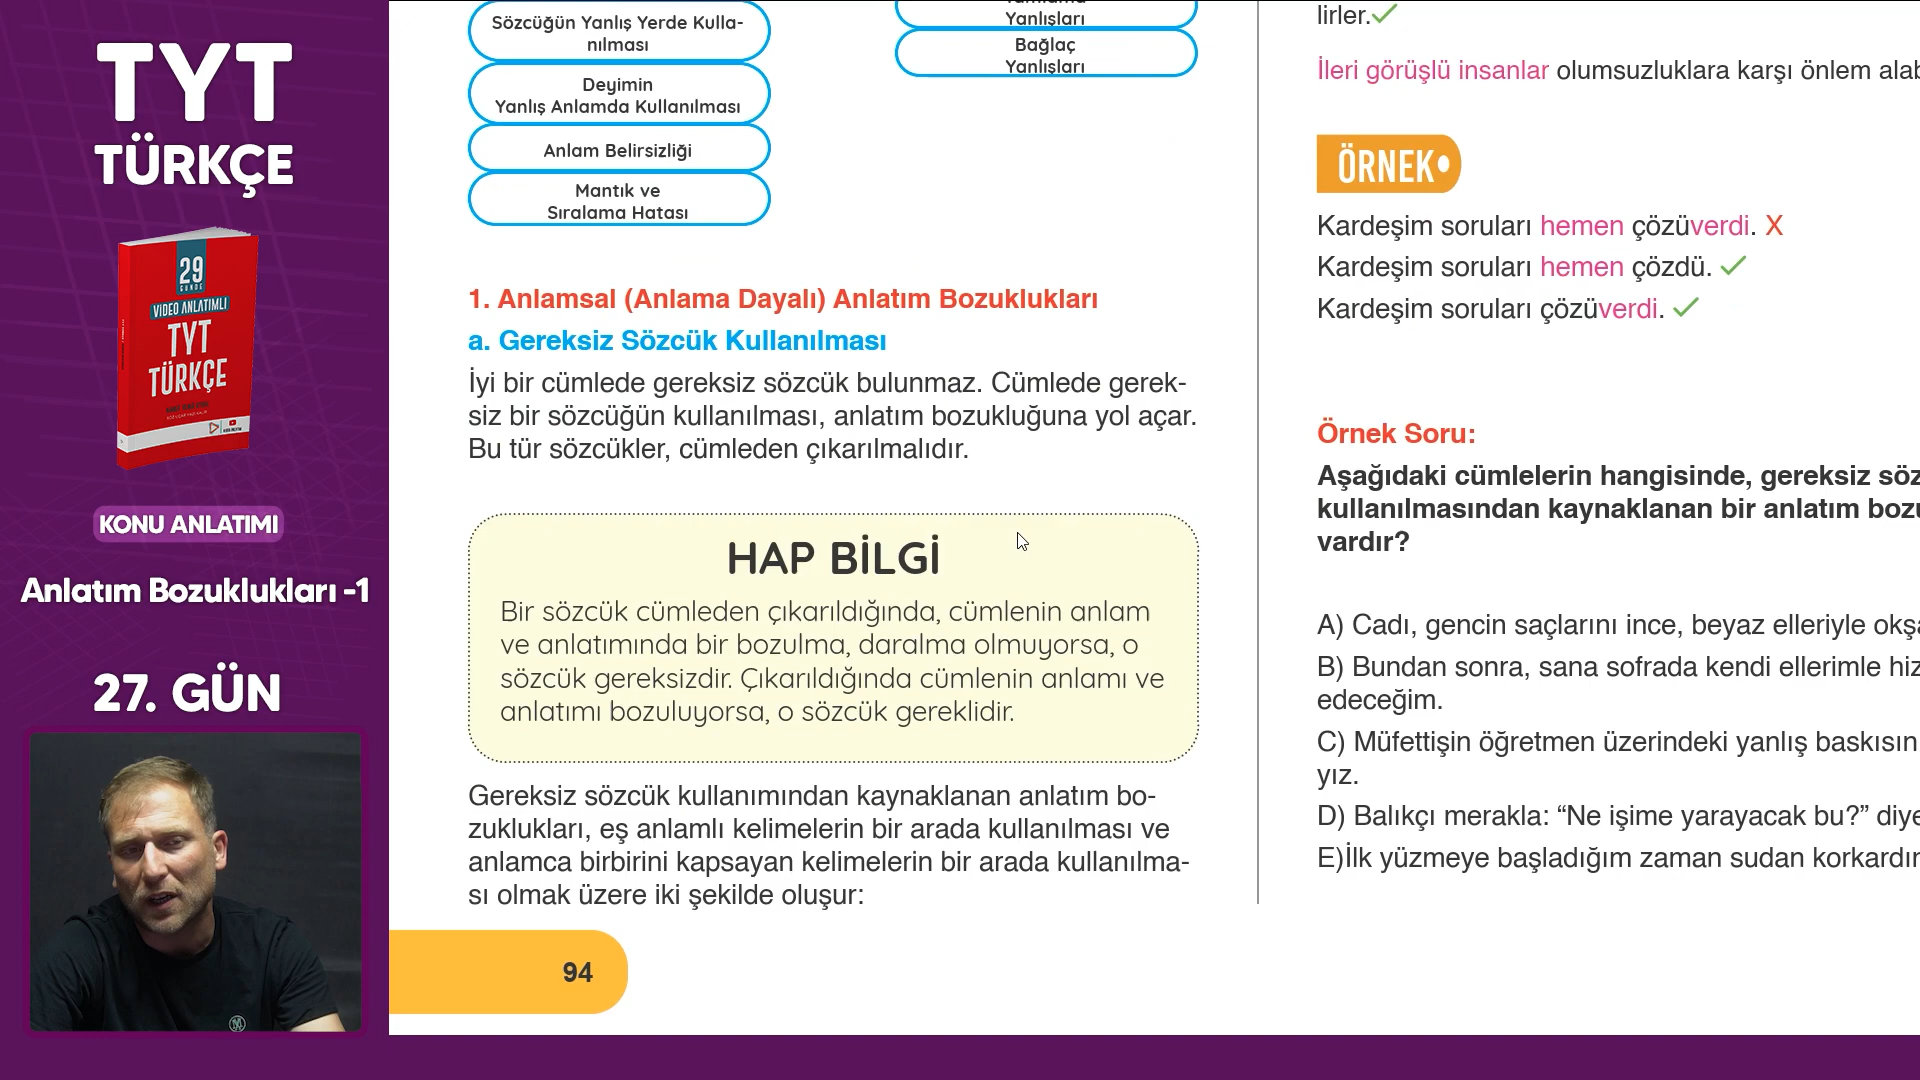 TYT
TÜRKÇE
29
GÜNDE
VİDEO ANLATIMLI
TYT
TÜRKÇE
KONU ANLATIMI
Anlatım Bozuklukları -1
27. GÜN
Sözcüğün Yanlış Yerde Kulla-
nılması
Deyimin
Yanlış Anlamda Kullanılması
Anlam Belirsizliği
Mantık ve
Sıralama Hatası
Yanlışları
Bağlaç
Yanlışları
1. Anlamsal (Anlama Dayalı) Anlatım Bozuklukları
a. Gereksiz Sözcük Kullanılması
İyi bir cümlede gereksiz sözcük bulunmaz. Cümlede gerek-
siz bir sözcüğün kullanılması, anlatım bozukluğuna yol açar.
Bu tür sözcükler, cümleden çıkarılmalıdır.
HAP BİLGİ
Bir sözcük cümleden çıkarıldığında, cümlenin anlam
ve anlatımında bir bozulma, daralma olmuyorsa, o
sözcük gereksizdir. Çıkarıldığında cümlenin anlamı ve
anlatımı bozuluyorsa, o sözcük gereklidir.
Gereksiz sözcük kullanımından kaynaklanan anlatım bo-
zuklukları, eş anlamlı kelimelerin bir arada kullanılması ve
anlamca birbirini kapsayan kelimelerin bir arada kullanılma-
sı olmak üzere iki şekilde oluşur:
94
lirler.✓
İleri görüşlü insanlar olumsuzluklara karşı önlem alab
ÖRNEK
Kardeşim soruları hemen çözüverdi. X
Kardeşim soruları hemen çözdü. ✓
Kardeşim soruları çözüverdi. ✓
Örnek Soru:
Aşağıdaki cümlelerin hangisinde, gereksiz söz
kullanılmasından kaynaklanan bir anlatım bozu
vardır?
A) Cadı, gencin saçlarını ince, beyaz elleriyle okşa
B) Bundan sonra, sana sofrada kendi ellerimle hiz
edeceğim.
C) Müfettişin öğretmen üzerindeki yanlış baskısın
yız.
D) Balıkçı merakla: “Ne işime yarayacak bu?” diye
E)İlk yüzmeye başladığım zaman sudan korkardır